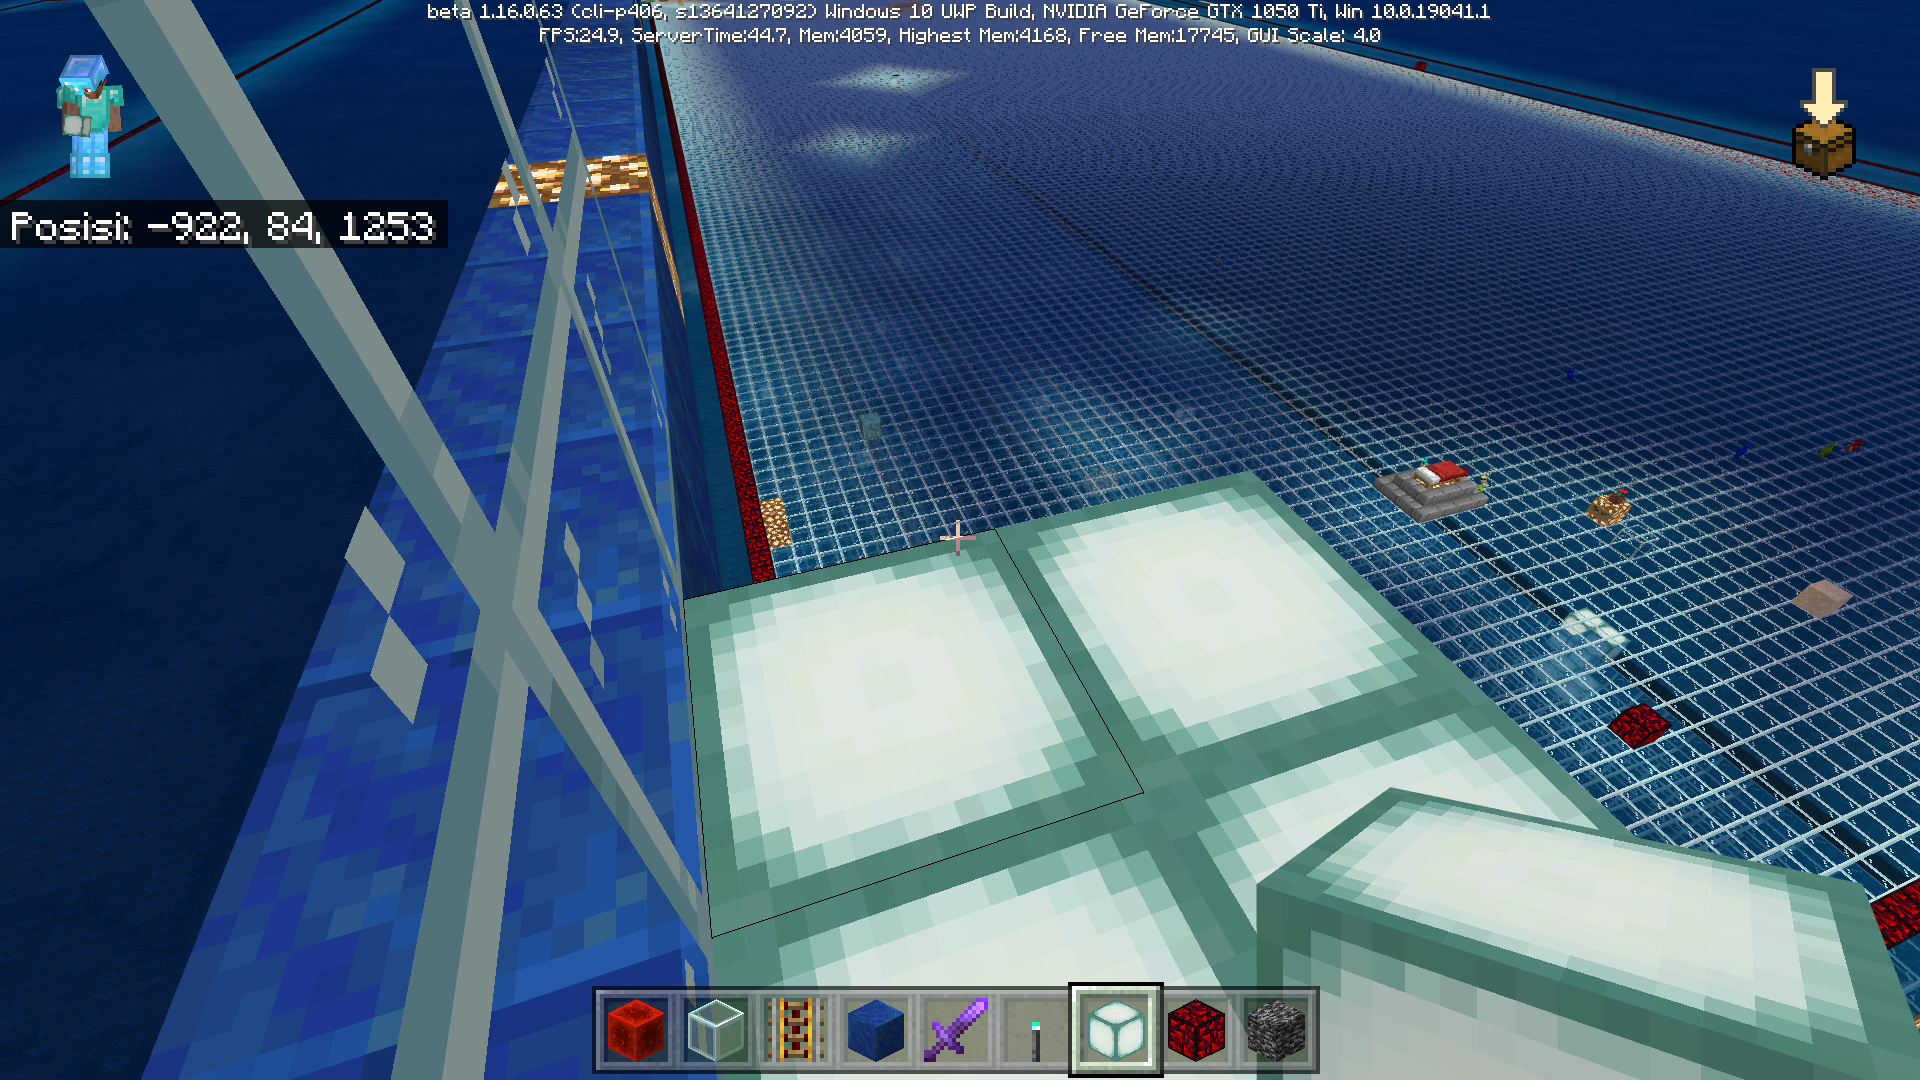 beta 1.16.0.63 (cli-p406, s1364127092) Windows 10 UWP Build, NVIDIA GeForce GTX 1050 Ti, Win 10.0.19041.1
FPS:24.9, ServerTime:44.7, Mem:4059, Highest Mem:4168, Free Mem:17745, GUI Scale: 4.0
Posisi: -922, 84, 1253